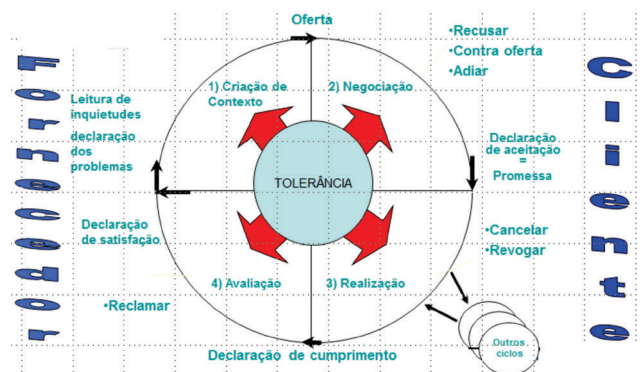 Oferta
•Recusar
•Contra oferta
•Adiar
1) Criação de
Contexto
2) Negociação
Fornecedor
Cliente
Leitura de
inquietudes
declaração
dos
problemas
Declaração
de aceitação
=
Promessa
TOLERÂNCIA
Declaração
de satisfação
•Cancelar
•Revogar
4) Avaliação
3) Realização
•Reclamar
Outros
ciclos
Declaração de cumprimento